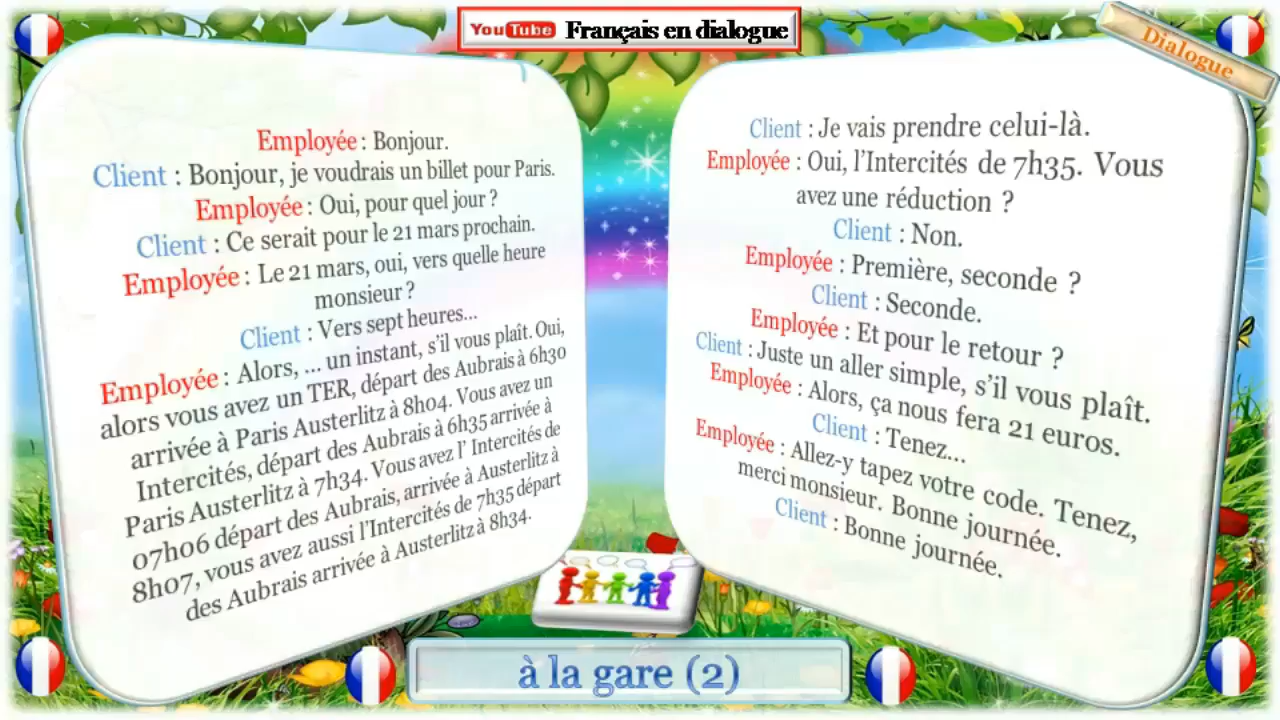 YouTube Français en dialogue
Dialogue
Employée : Bonjour.
Client : Bonjour, je voudrais un billet pour Paris.
Employée : Oui, pour quel jour ?
Client : Ce serait pour le 21 mars prochain.
Employée : Le 21 mars, oui, vers quelle heure
monsieur ?
Client : Vers sept heures...
Employée : Alors, ... un instant, s'il vous plaît. Oui,
alors vous avez un TER, départ des Aubrais à 6h30
arrivée à Paris Austerlitz à 8h04. Vous avez un
Intercités, départ des Aubrais à 6h35 arrivée à
Paris Austerlitz à 7h34. Vous avez l' Intercités de
07h06 départ des Aubrais, arrivée à Austerlitz à
8h07, vous avez aussi l'Intercités de 7h35 départ
des Aubrais arrivée à Austerlitz à 8h34.
Client : Je vais prendre celui-là.
Employée : Oui, l'Intercités de 7h35. Vous
avez une réduction ?
Client : Non.
Employée : Première, seconde ?
Client : Seconde.
Employée : Et pour le retour ?
Client : Juste un aller simple, s'il vous plaît.
Employée : Alors, ça nous fera 21 euros.
Client : Tenez...
Employée : Allez-y tapez votre code. Tenez,
merci monsieur. Bonne journée.
Client : Bonne journée.
à la gare (2)